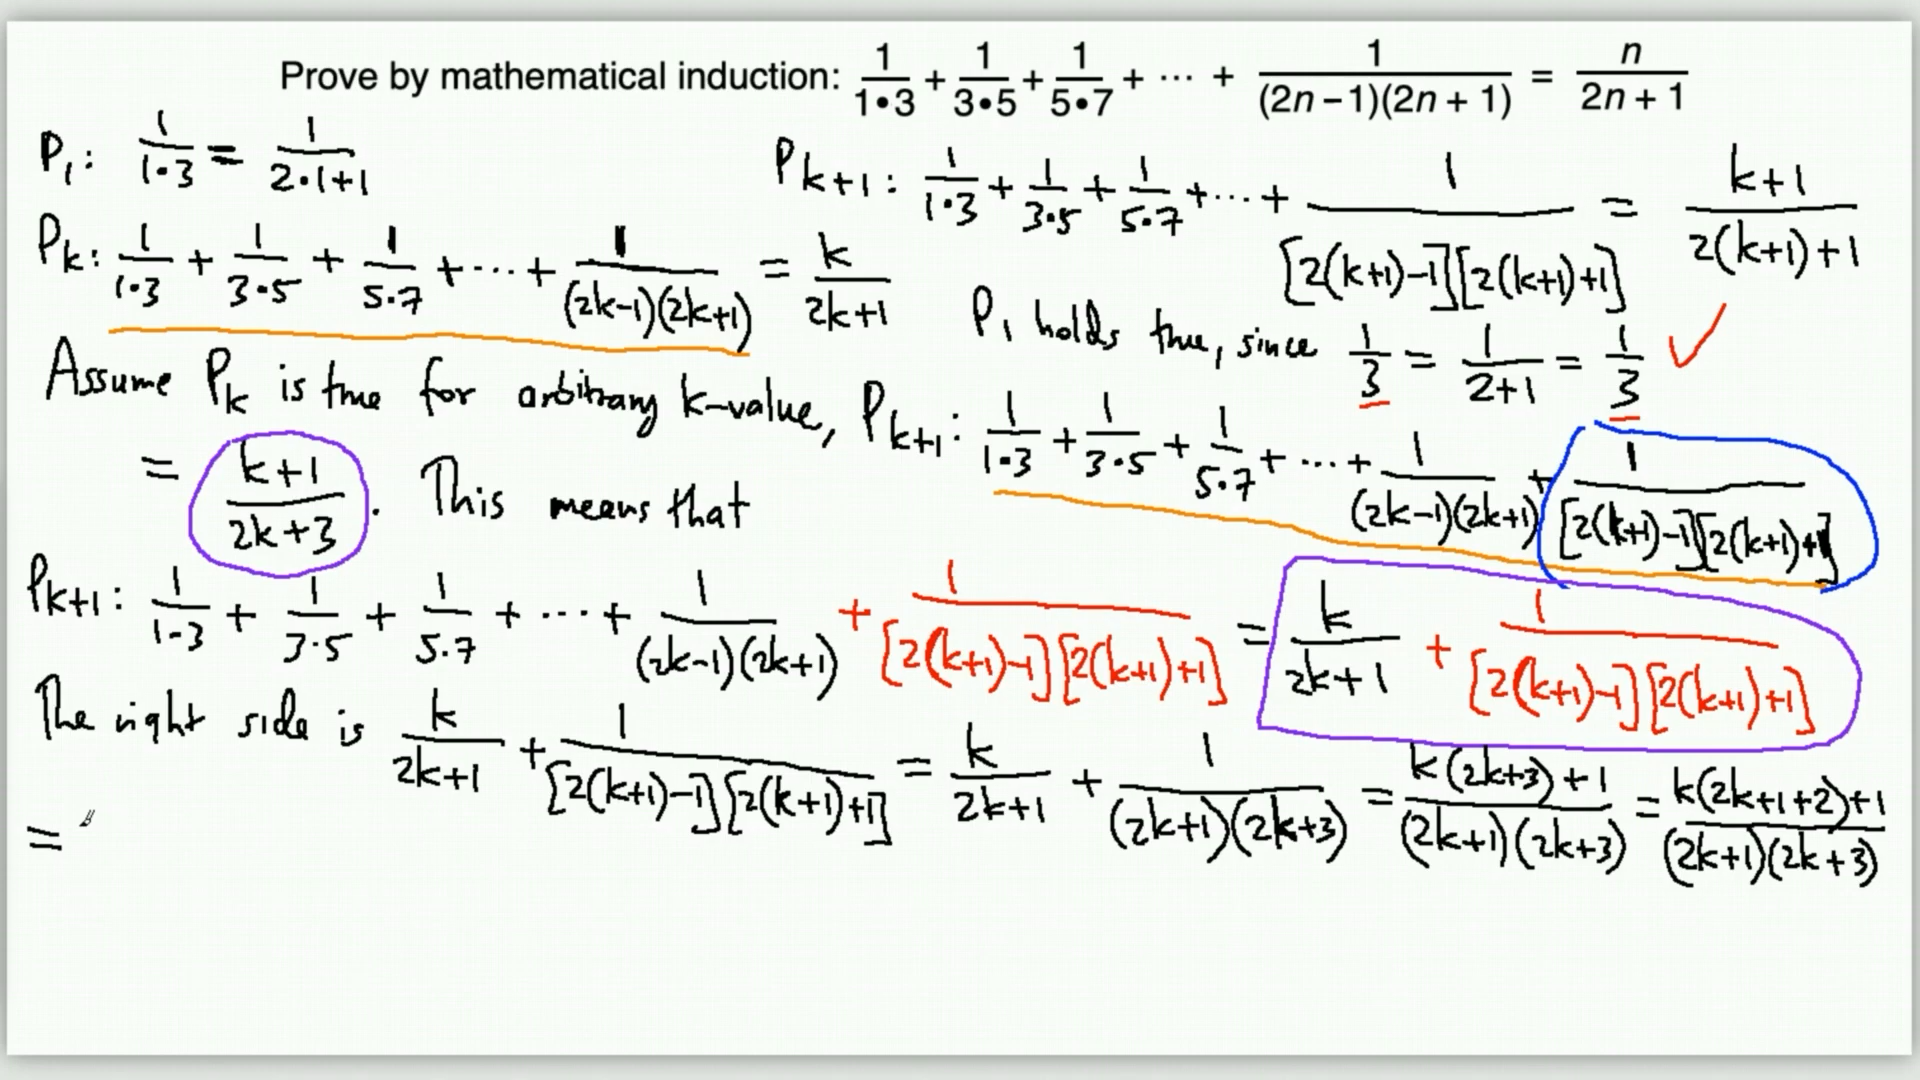 Prove by mathematical induction: 1/(1•3) + 1/(3•5) + 1/(5•7) + ... + 1/((2n-1)(2n+1)) = n/(2n+1)
P₁: 1/(1·3) = 1/(2·1+1)
P_{k+1}: 1/(1·3) + 1/(3·5) + 1/(5·7) + ... + 1/([2(k+1)-1][2(k+1)+1]) = (k+1)/(2(k+1)+1)
P_k: 1/(1·3) + 1/(3·5) + 1/(5·7) + ... + 1/((2k-1)(2k+1)) = k/(2k+1)
P₁ holds true, since 1/3 = 1/(2+1) = 1/3 ✓
Assume P_k is true for arbitrary k-value, P_{k+1}: 1/(1·3) + 1/(3·5) + 1/(5·7) + ... + 1/((2k-1)(2k+1)) + 1/([2(k+1)-1][2(k+1)+1])
= (k+1)/(2k+3). This means that
P_{k+1}: 1/(1·3) + 1/(3·5) + 1/(5·7) + ... + 1/((2k-1)(2k+1)) + 1/([2(k+1)-1][2(k+1)+1]) = k/(2k+1) + 1/([2(k+1)-1][2(k+1)+1])
The right side is k/(2k+1) + 1/([2(k+1)-1][2(k+1)+1]) = k/(2k+1) + 1/((2k+1)(2k+3)) = (k(2k+3)+1)/((2k+1)(2k+3)) = (k(2k+1+2)+1)/((2k+1)(2k+3))
=